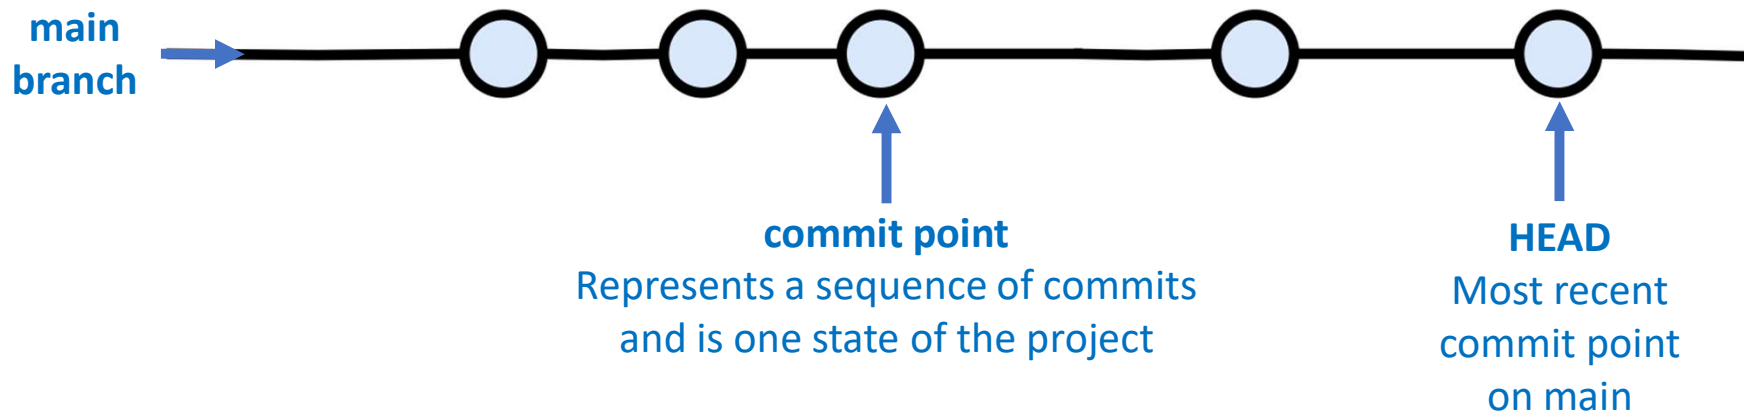 main
branch
commit point
Represents a sequence of commits
and is one state of the project
HEAD
Most recent
commit point
on main